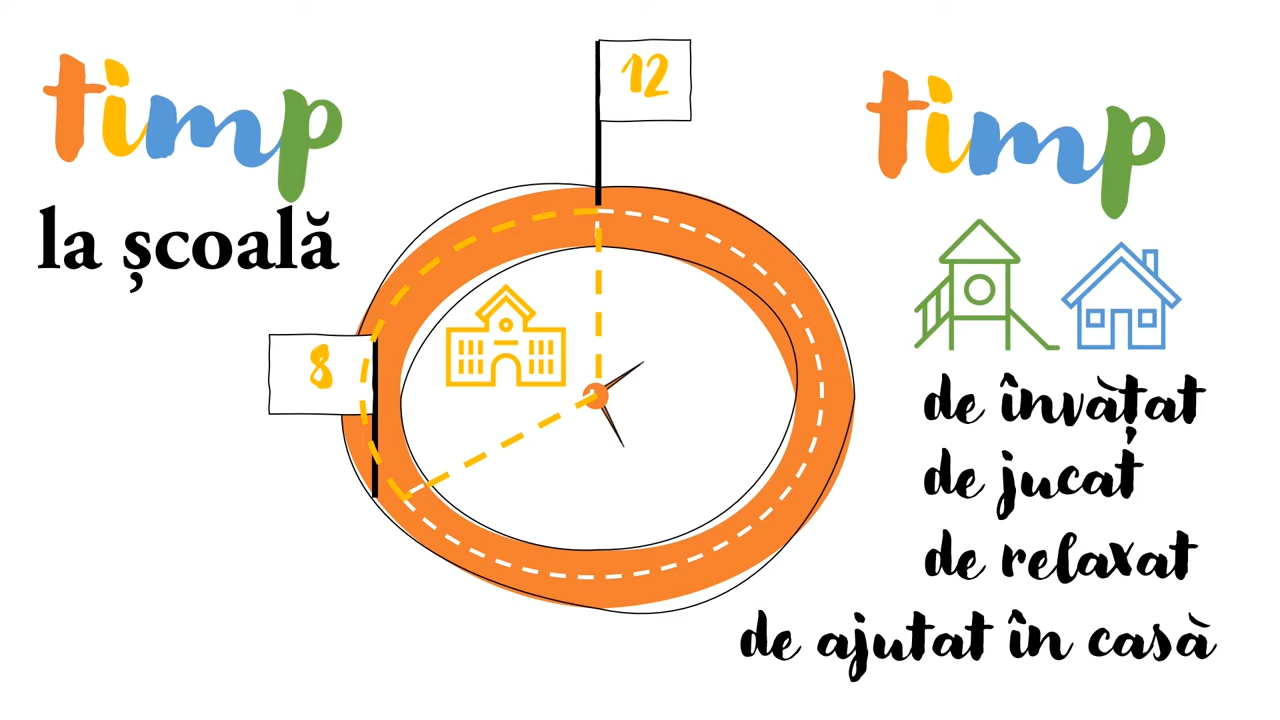 timp
la școală
12
8
timp
de învățat
de jucat
de relaxat
de ajutat în casă